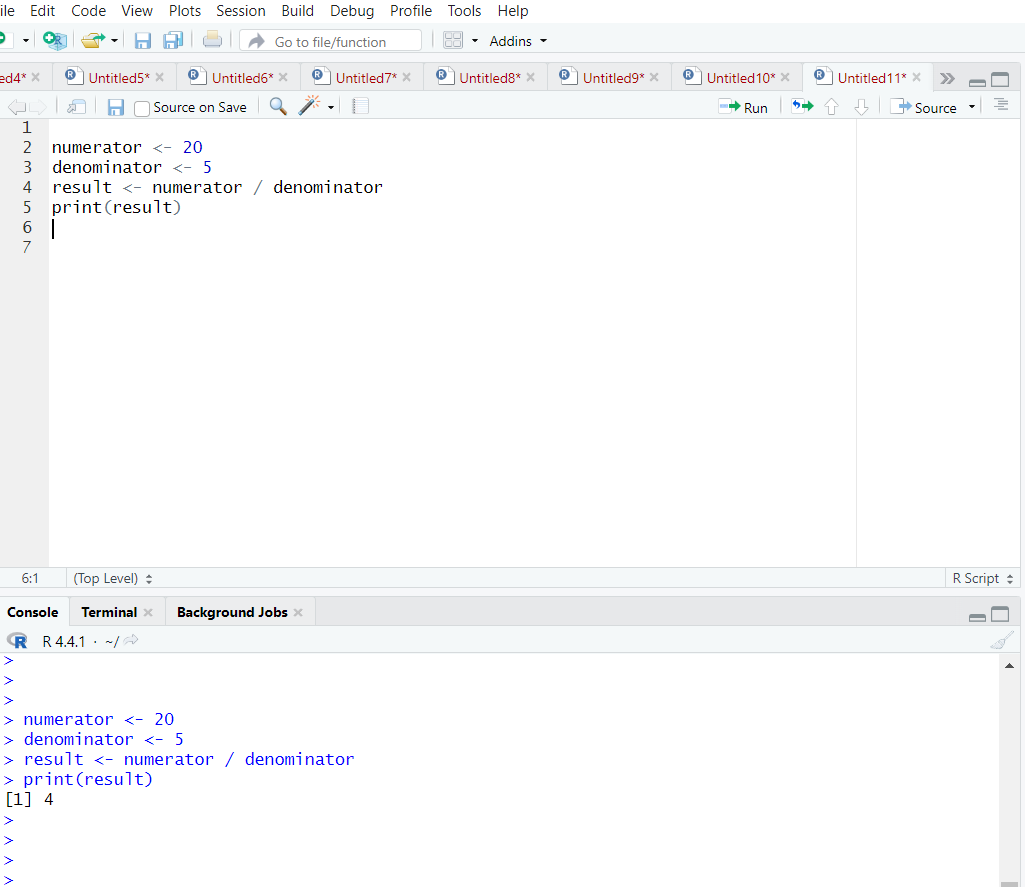 ile Edit Code View Plots Session Build Debug Profile Tools Help
Go to file/function Addins
ed4* Untitled5* Untitled6* Untitled7* Untitled8* Untitled9* Untitled10* Untitled11*
Source on Save Run Source
1
2 numerator <- 20
3 denominator <- 5
4 result <- numerator / denominator
5 print(result)
6
7
6:1 (Top Level) R Script
Console Terminal Background Jobs
R R 4.4.1 · ~/
>
>
>
> numerator <- 20
> denominator <- 5
> result <- numerator / denominator
> print(result)
[1] 4
>
>
>
>